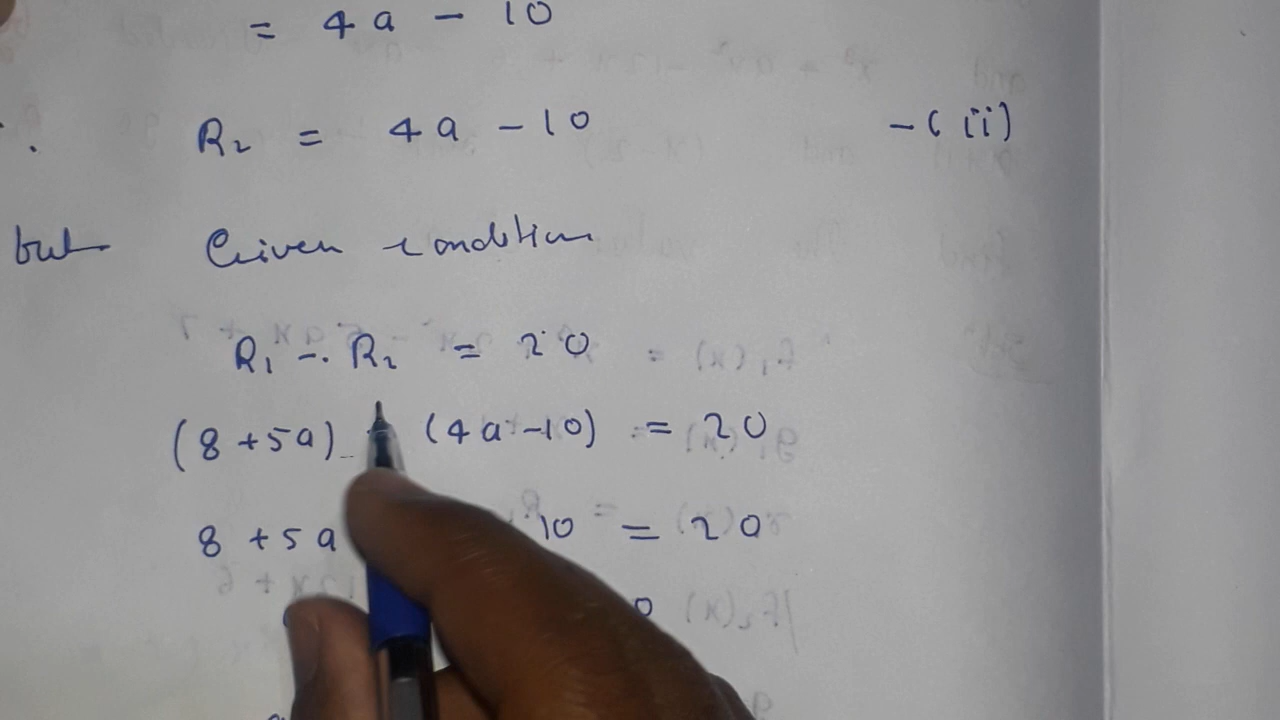 = 4a - 10
∴ R₂ = 4a - 10 -(ii)
but Given condition
R₁ - R₂ = 20
(8 + 5a) - (4a - 10) = 20
8 + 5a 10 = 20
0